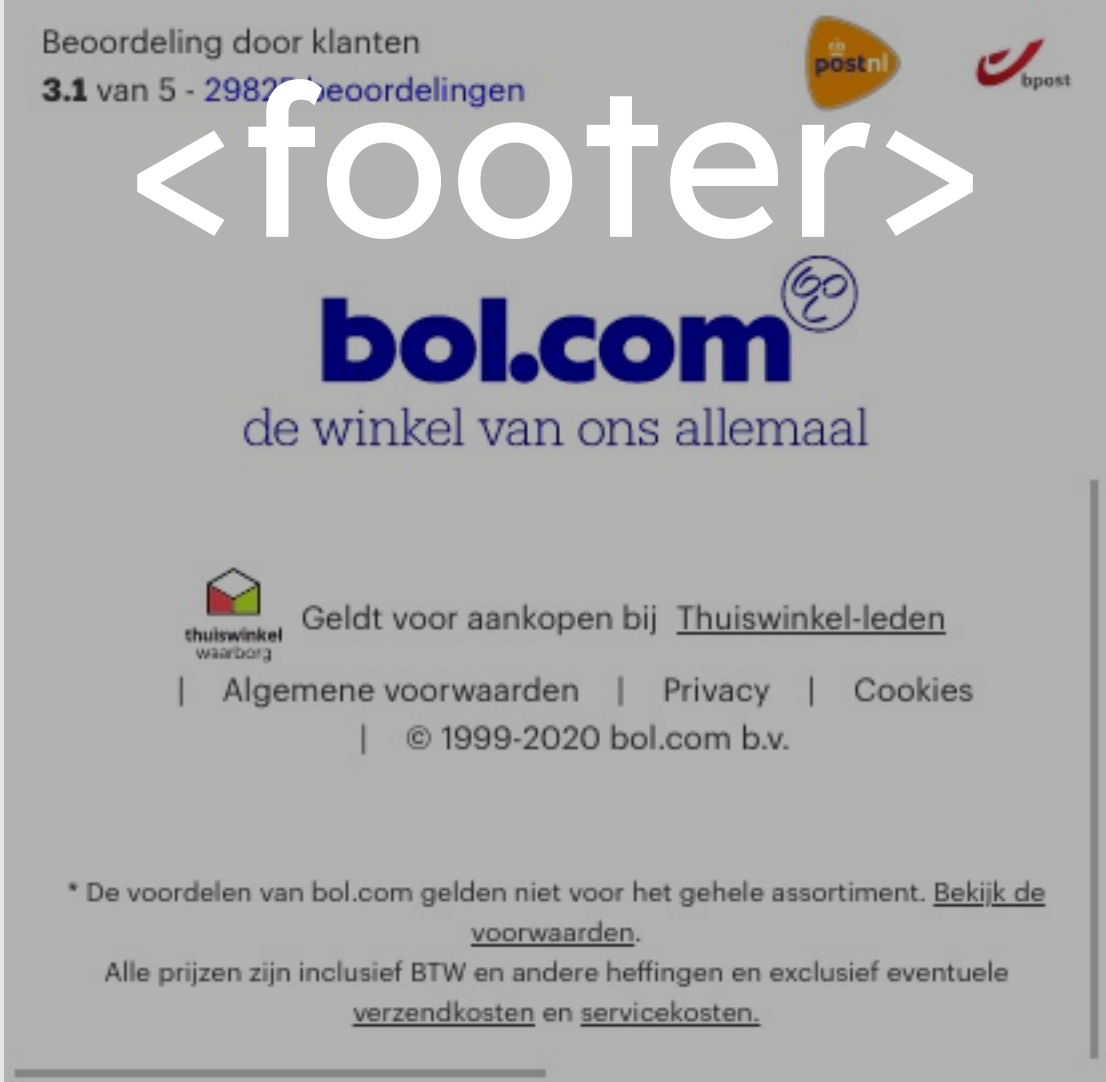 Beoordeling door klanten
3.1 van 5 - beoordelingen
postnl
bpost
<footer>
bol.com
de winkel van ons allemaal
thuiswinkel
waarborg
Geldt voor aankopen bij Thuiswinkel-leden
| Algemene voorwaarden | Privacy | Cookies
| © 1999-2020 bol.com b.v.
* De voordelen van bol.com gelden niet voor het gehele assortiment. Bekijk de
voorwaarden.
Alle prijzen zijn inclusief BTW en andere heffingen en exclusief eventuele
verzendkosten en servicekosten.